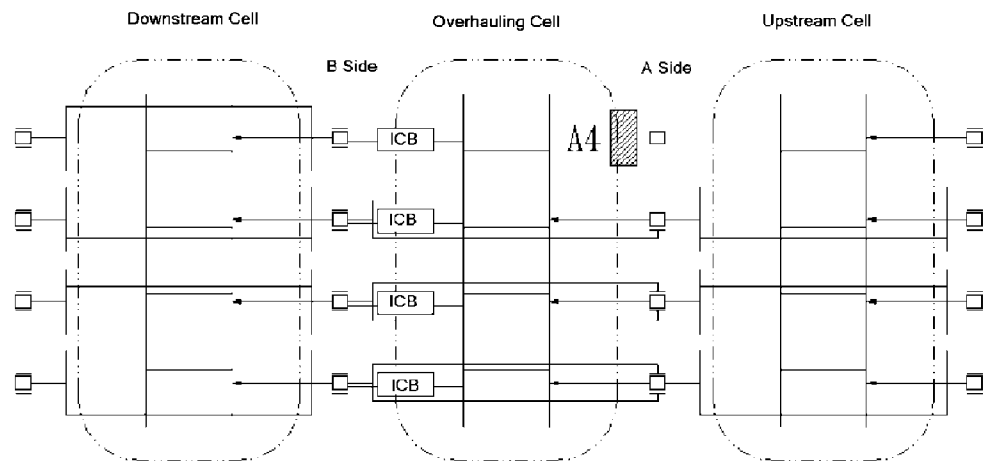 Downstream Cell
Overhauling Cell
Upstream Cell
B Side
A Side
ICB
A4
ICB
ICB
ICB